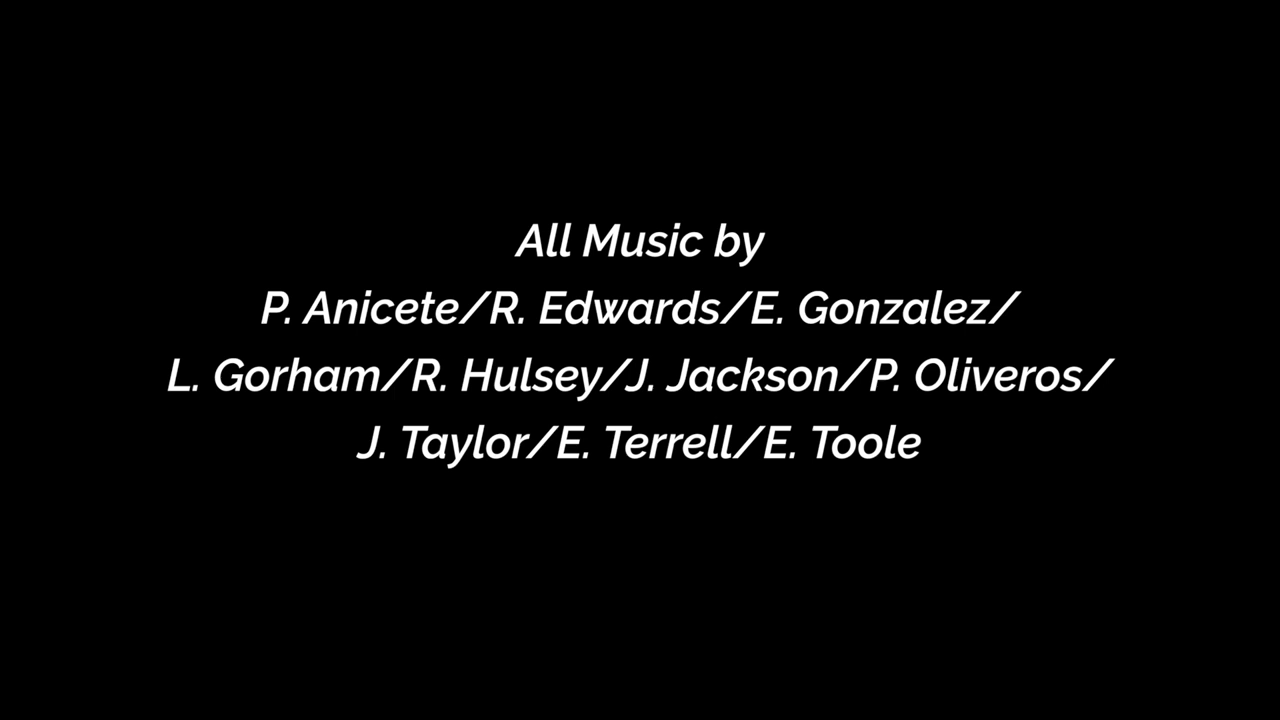 All Music by
P. Anicete/R. Edwards/E. Gonzalez/
L. Gorham/R. Hulsey/J. Jackson/P. Oliveros/
J. Taylor/E. Terrell/E. Toole